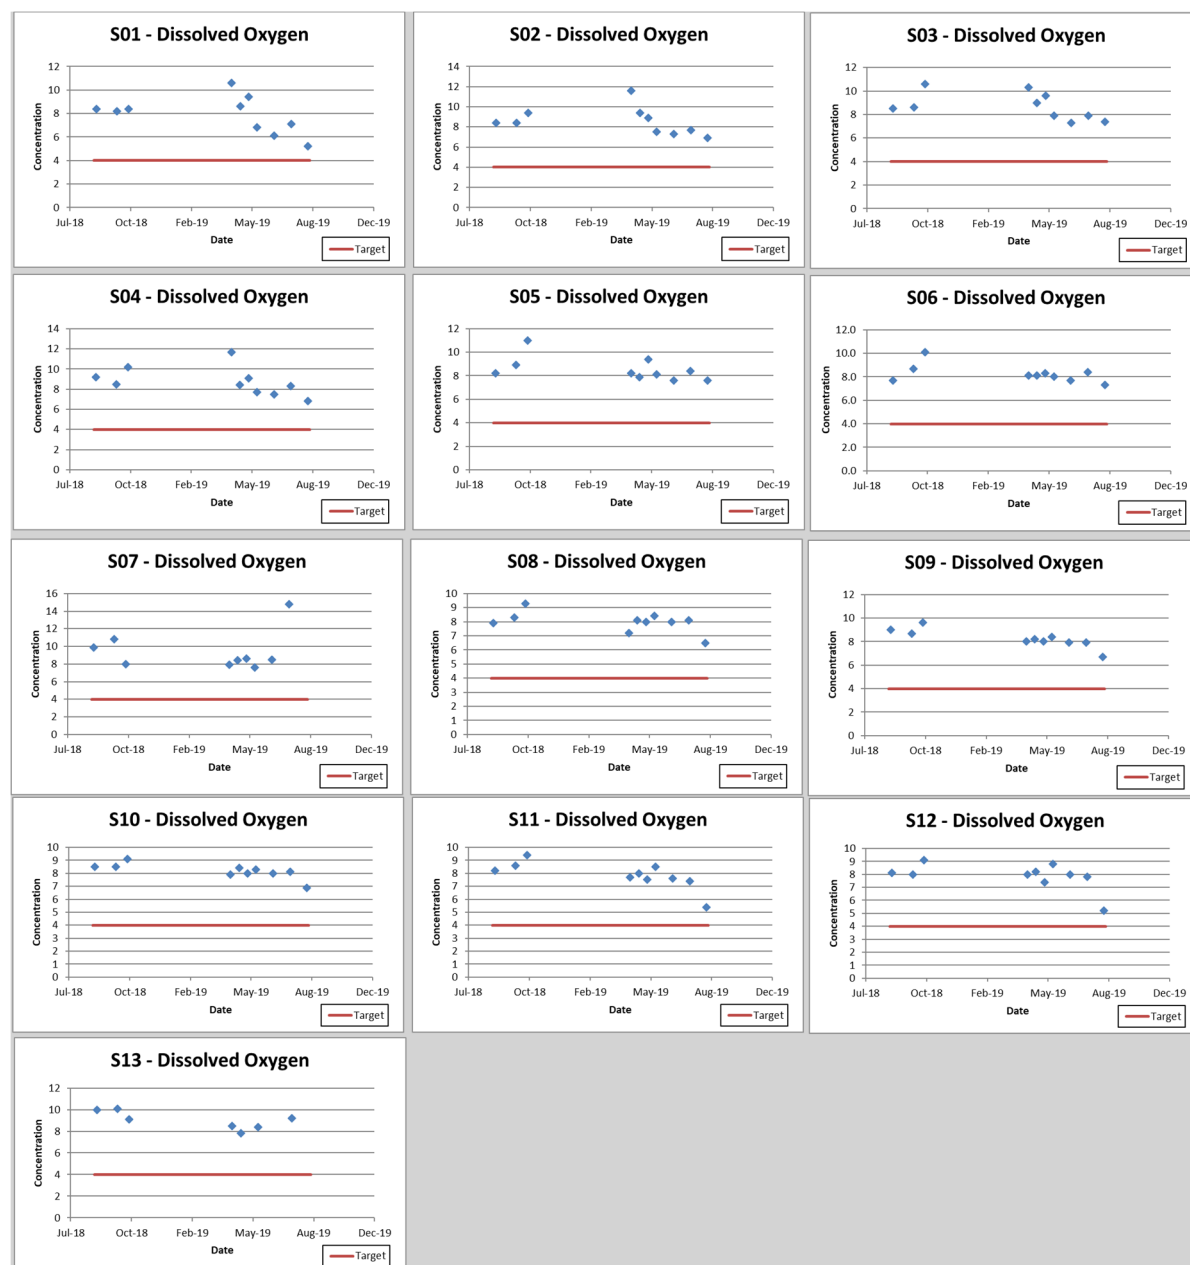 S01 - Dissolved Oxygen
Concentration
12
10
8
6
4
2
0
Jul-18 Oct-18 Feb-19 May-19 Aug-19 Dec-19
Date
Target
S02 - Dissolved Oxygen
Concentration
14
12
10
8
6
4
2
0
Jul-18 Oct-18 Feb-19 May-19 Aug-19 Dec-19
Date
Target
S03 - Dissolved Oxygen
Concentration
12
10
8
6
4
2
0
Jul-18 Oct-18 Feb-19 May-19 Aug-19 Dec-19
Date
Target
S04 - Dissolved Oxygen
Concentration
14
12
10
8
6
4
2
0
Jul-18 Oct-18 Feb-19 May-19 Aug-19 Dec-19
Date
Target
S05 - Dissolved Oxygen
Concentration
12
10
8
6
4
2
0
Jul-18 Oct-18 Feb-19 May-19 Aug-19 Dec-19
Date
Target
S06 - Dissolved Oxygen
Concentration
12.0
10.0
8.0
6.0
4.0
2.0
0.0
Jul-18 Oct-18 Feb-19 May-19 Aug-19 Dec-19
Date
Target
S07 - Dissolved Oxygen
Concentration
16
14
12
10
8
6
4
2
0
Jul-18 Oct-18 Feb-19 May-19 Aug-19 Dec-19
Date
Target
S08 - Dissolved Oxygen
Concentration
10
9
8
7
6
5
4
3
2
1
0
Jul-18 Oct-18 Feb-19 May-19 Aug-19 Dec-19
Date
Target
S09 - Dissolved Oxygen
Concentration
12
10
8
6
4
2
0
Jul-18 Oct-18 Feb-19 May-19 Aug-19 Dec-19
Date
Target
S10 - Dissolved Oxygen
Concentration
10
9
8
7
6
5
4
3
2
1
0
Jul-18 Oct-18 Feb-19 May-19 Aug-19 Dec-19
Date
Target
S11 - Dissolved Oxygen
Concentration
10
9
8
7
6
5
4
3
2
1
0
Jul-18 Oct-18 Feb-19 May-19 Aug-19 Dec-19
Date
Target
S12 - Dissolved Oxygen
Concentration
10
9
8
7
6
5
4
3
2
1
0
Jul-18 Oct-18 Feb-19 May-19 Aug-19 Dec-19
Date
Target
S13 - Dissolved Oxygen
Concentration
12
10
8
6
4
2
0
Jul-18 Oct-18 Feb-19 May-19 Aug-19 Dec-19
Date
Target